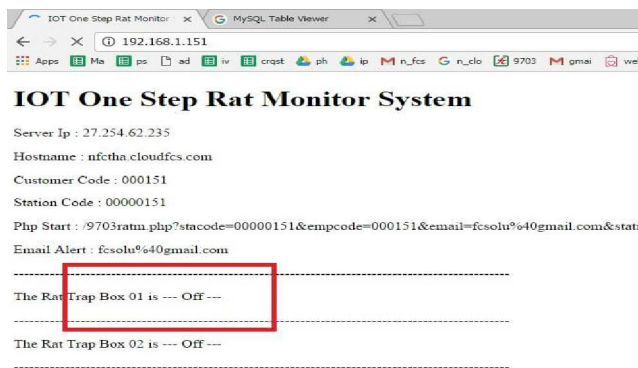 IOT One Step Rat Monitor
MySQL Table Viewer
192.168.1.151
Apps Ma ps ad iv crqst ph ip n_fcs n_clo 9703 gmai we
IOT One Step Rat Monitor System
Server Ip : 27.254.62.235
Hostname : nfctha.cloudfcs.com
Customer Code : 000151
Station Code : 00000151
Php Start : /9703ratm.php?stacode=00000151&empcode=000151&email=fcsolu%40gmail.com&stat
Email Alert : fcsolu%40gmail.com
The Rat Trap Box 01 is --- Off ---
The Rat Trap Box 02 is --- Off ---